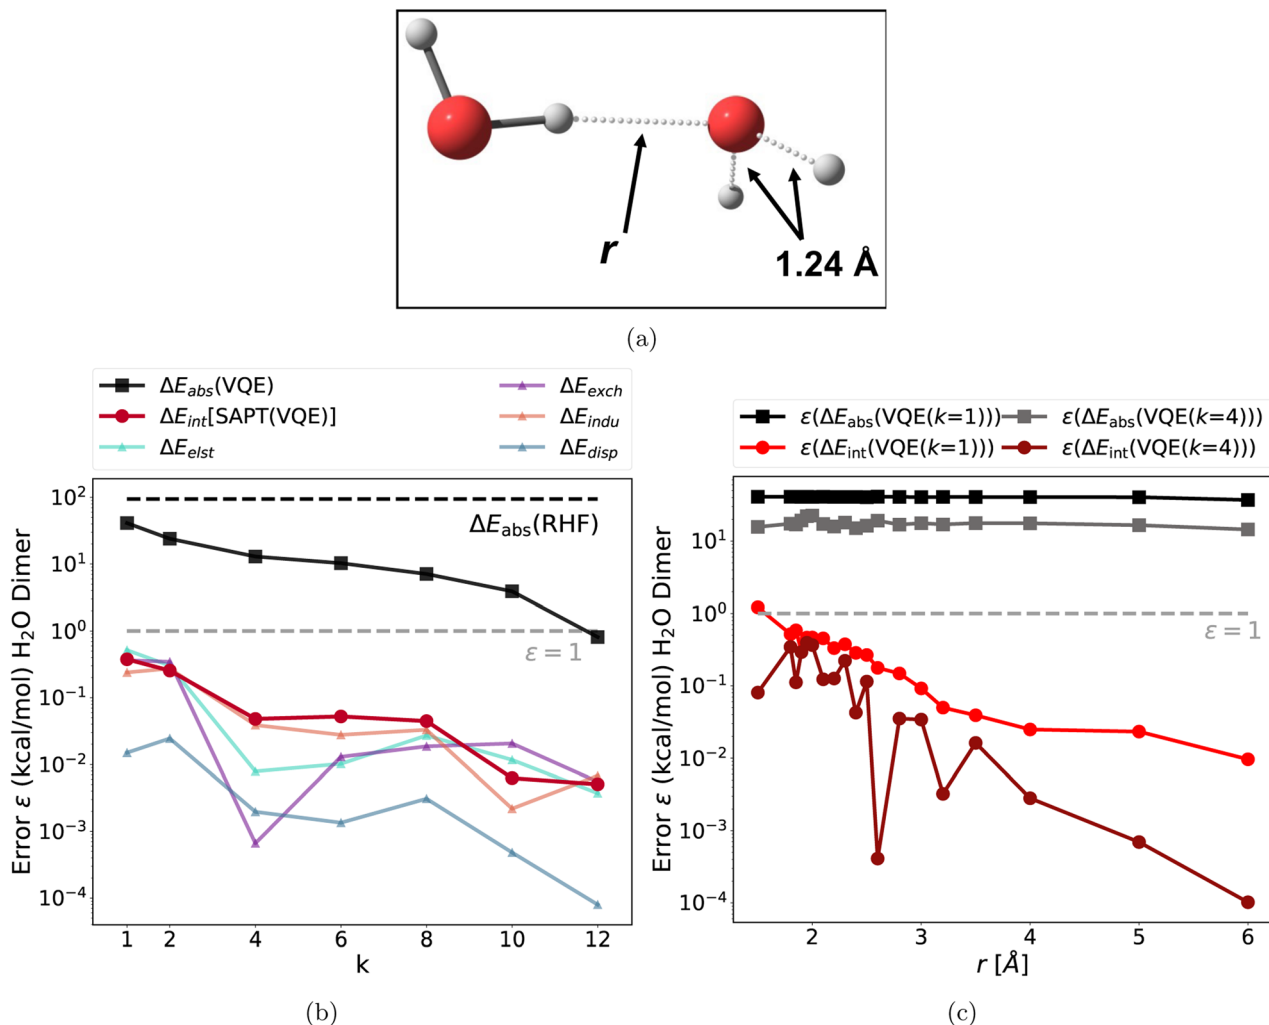 r
1.24 Å
(a)
ΔE_abs(VQE)
ΔE_int[SAPT(VQE)]
ΔE_elst
ΔE_exch
ΔE_indu
ΔE_disp
ΔE_abs(RHF)
ε = 1
Error ε (kcal/mol) H₂O Dimer
10²
10¹
10⁰
10⁻¹
10⁻²
10⁻³
10⁻⁴
1 2 4 6 8 10 12
k
(b)
ε(ΔE_abs(VQE(k=1)))
ε(ΔE_int(VQE(k=1)))
ε(ΔE_abs(VQE(k=4)))
ε(ΔE_int(VQE(k=4)))
ε = 1
Error ε (kcal/mol) H₂O Dimer
10¹
10⁰
10⁻¹
10⁻²
10⁻³
10⁻⁴
2 3 4 5 6
r [Å]
(c)